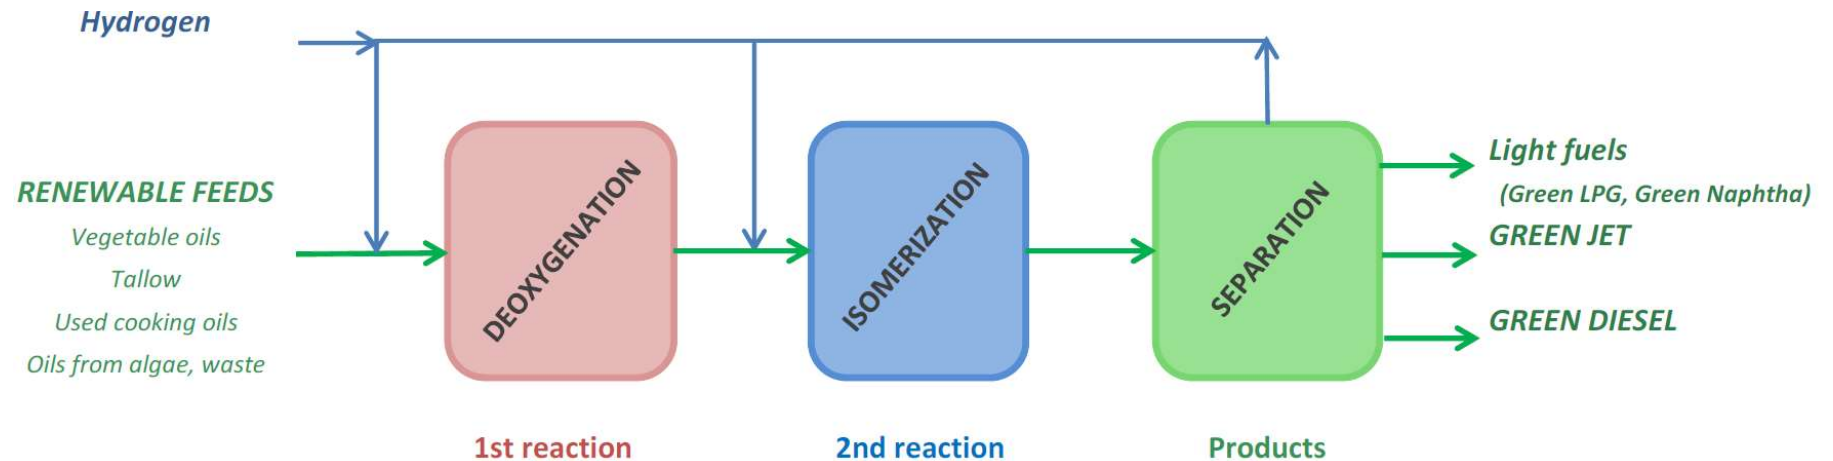 Hydrogen
RENEWABLE FEEDS
Vegetable oils
Tallow
Used cooking oils
Oils from algae, waste
DEOXYGENATION
ISOMERIZATION
SEPARATION
Light fuels
(Green LPG, Green Naphtha)
GREEN JET
GREEN DIESEL
1st reaction
2nd reaction
Products